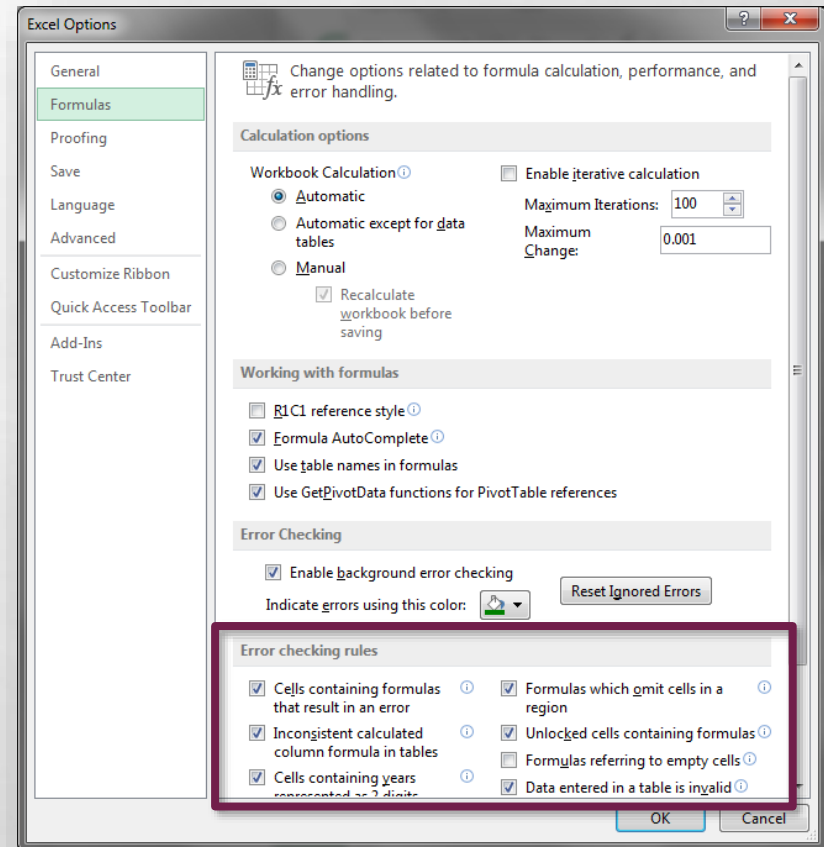 Excel Options
General
Formulas
Proofing
Save
Language
Advanced
Customize Ribbon
Quick Access Toolbar
Add-Ins
Trust Center
Change options related to formula calculation, performance, and
error handling.
Calculation options
Workbook Calculation
Automatic
Automatic except for data
tables
Manual
Recalculate
workbook before
saving
Enable iterative calculation
Maximum Iterations: 100
Maximum
Change:
0.001
Working with formulas
R1C1 reference style
Formula AutoComplete
Use table names in formulas
Use GetPivotData functions for PivotTable references
Error Checking
Enable background error checking
Indicate errors using this color:
Reset Ignored Errors
Error checking rules
Cells containing formulas
that result in an error
Inconsistent calculated
column formula in tables
Cells containing years
represented as 2 digits
Formulas which omit cells in a
region
Unlocked cells containing formulas
Formulas referring to empty cells
Data entered in a table is invalid
OK
Cancel